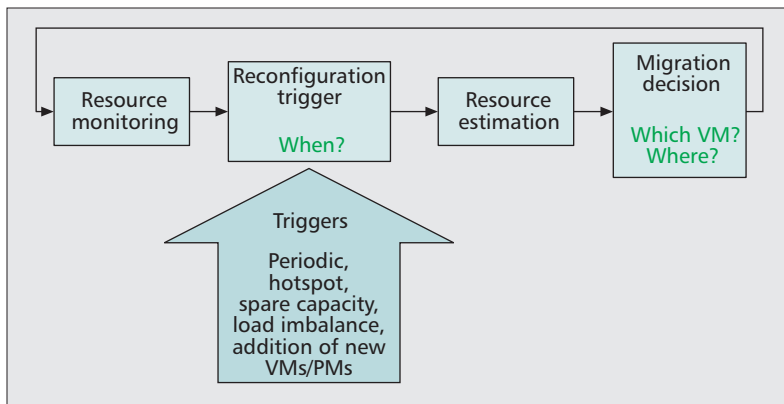 Resource
monitoring
Reconfiguration
trigger
When?
Resource
estimation
Migration
decision
Which VM?
Where?
Triggers
Periodic,
hotspot,
spare capacity,
load imbalance,
addition of new
VMs/PMs